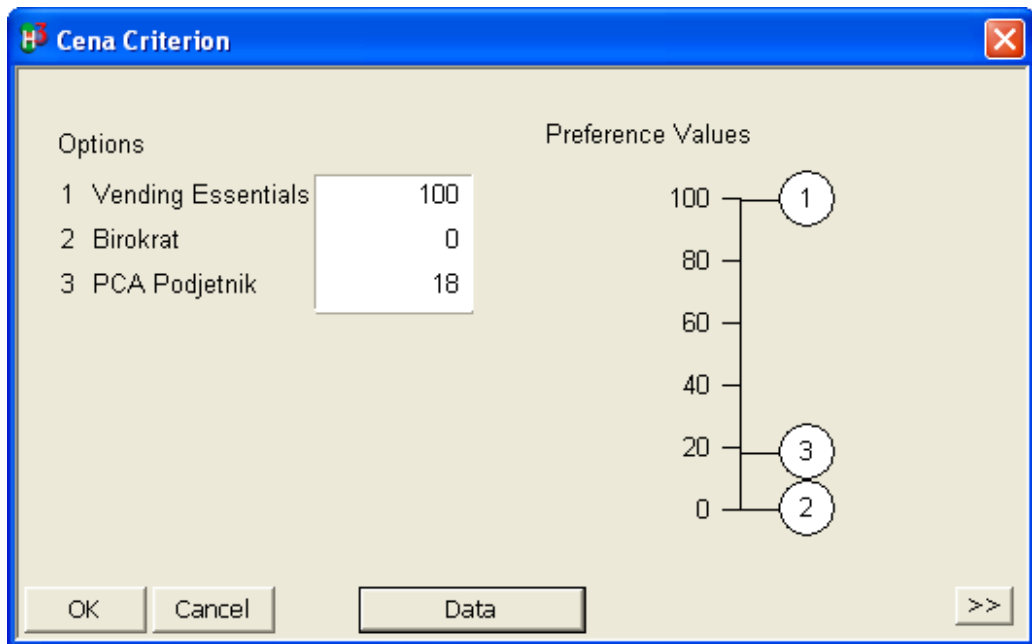 H3 Cena Criterion
Options
1 Vending Essentials 100
2 Birokrat 0
3 PCA Podjetnik 18
Preference Values
100 1
80
60
40
20 3
0 2
OK Cancel Data >>